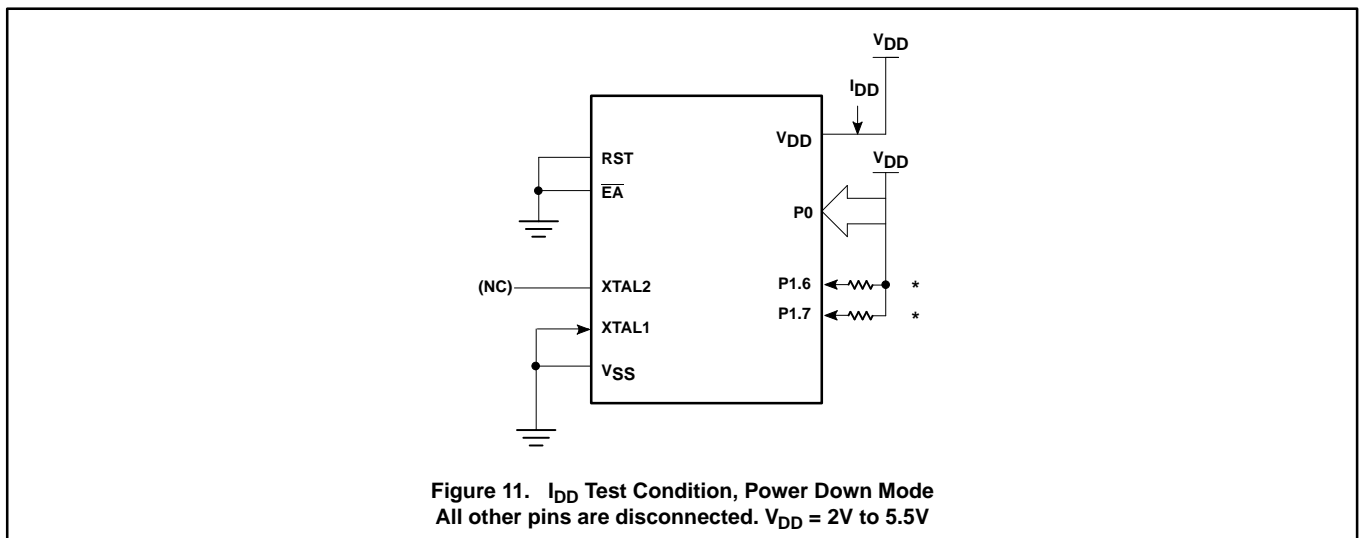 VDD
IDD
VDD
VDD
RST
EA
P0
(NC)
XTAL2
P1.6
*
P1.7
*
XTAL1
VSS
Figure 11. IDD Test Condition, Power Down Mode
All other pins are disconnected. VDD = 2V to 5.5V